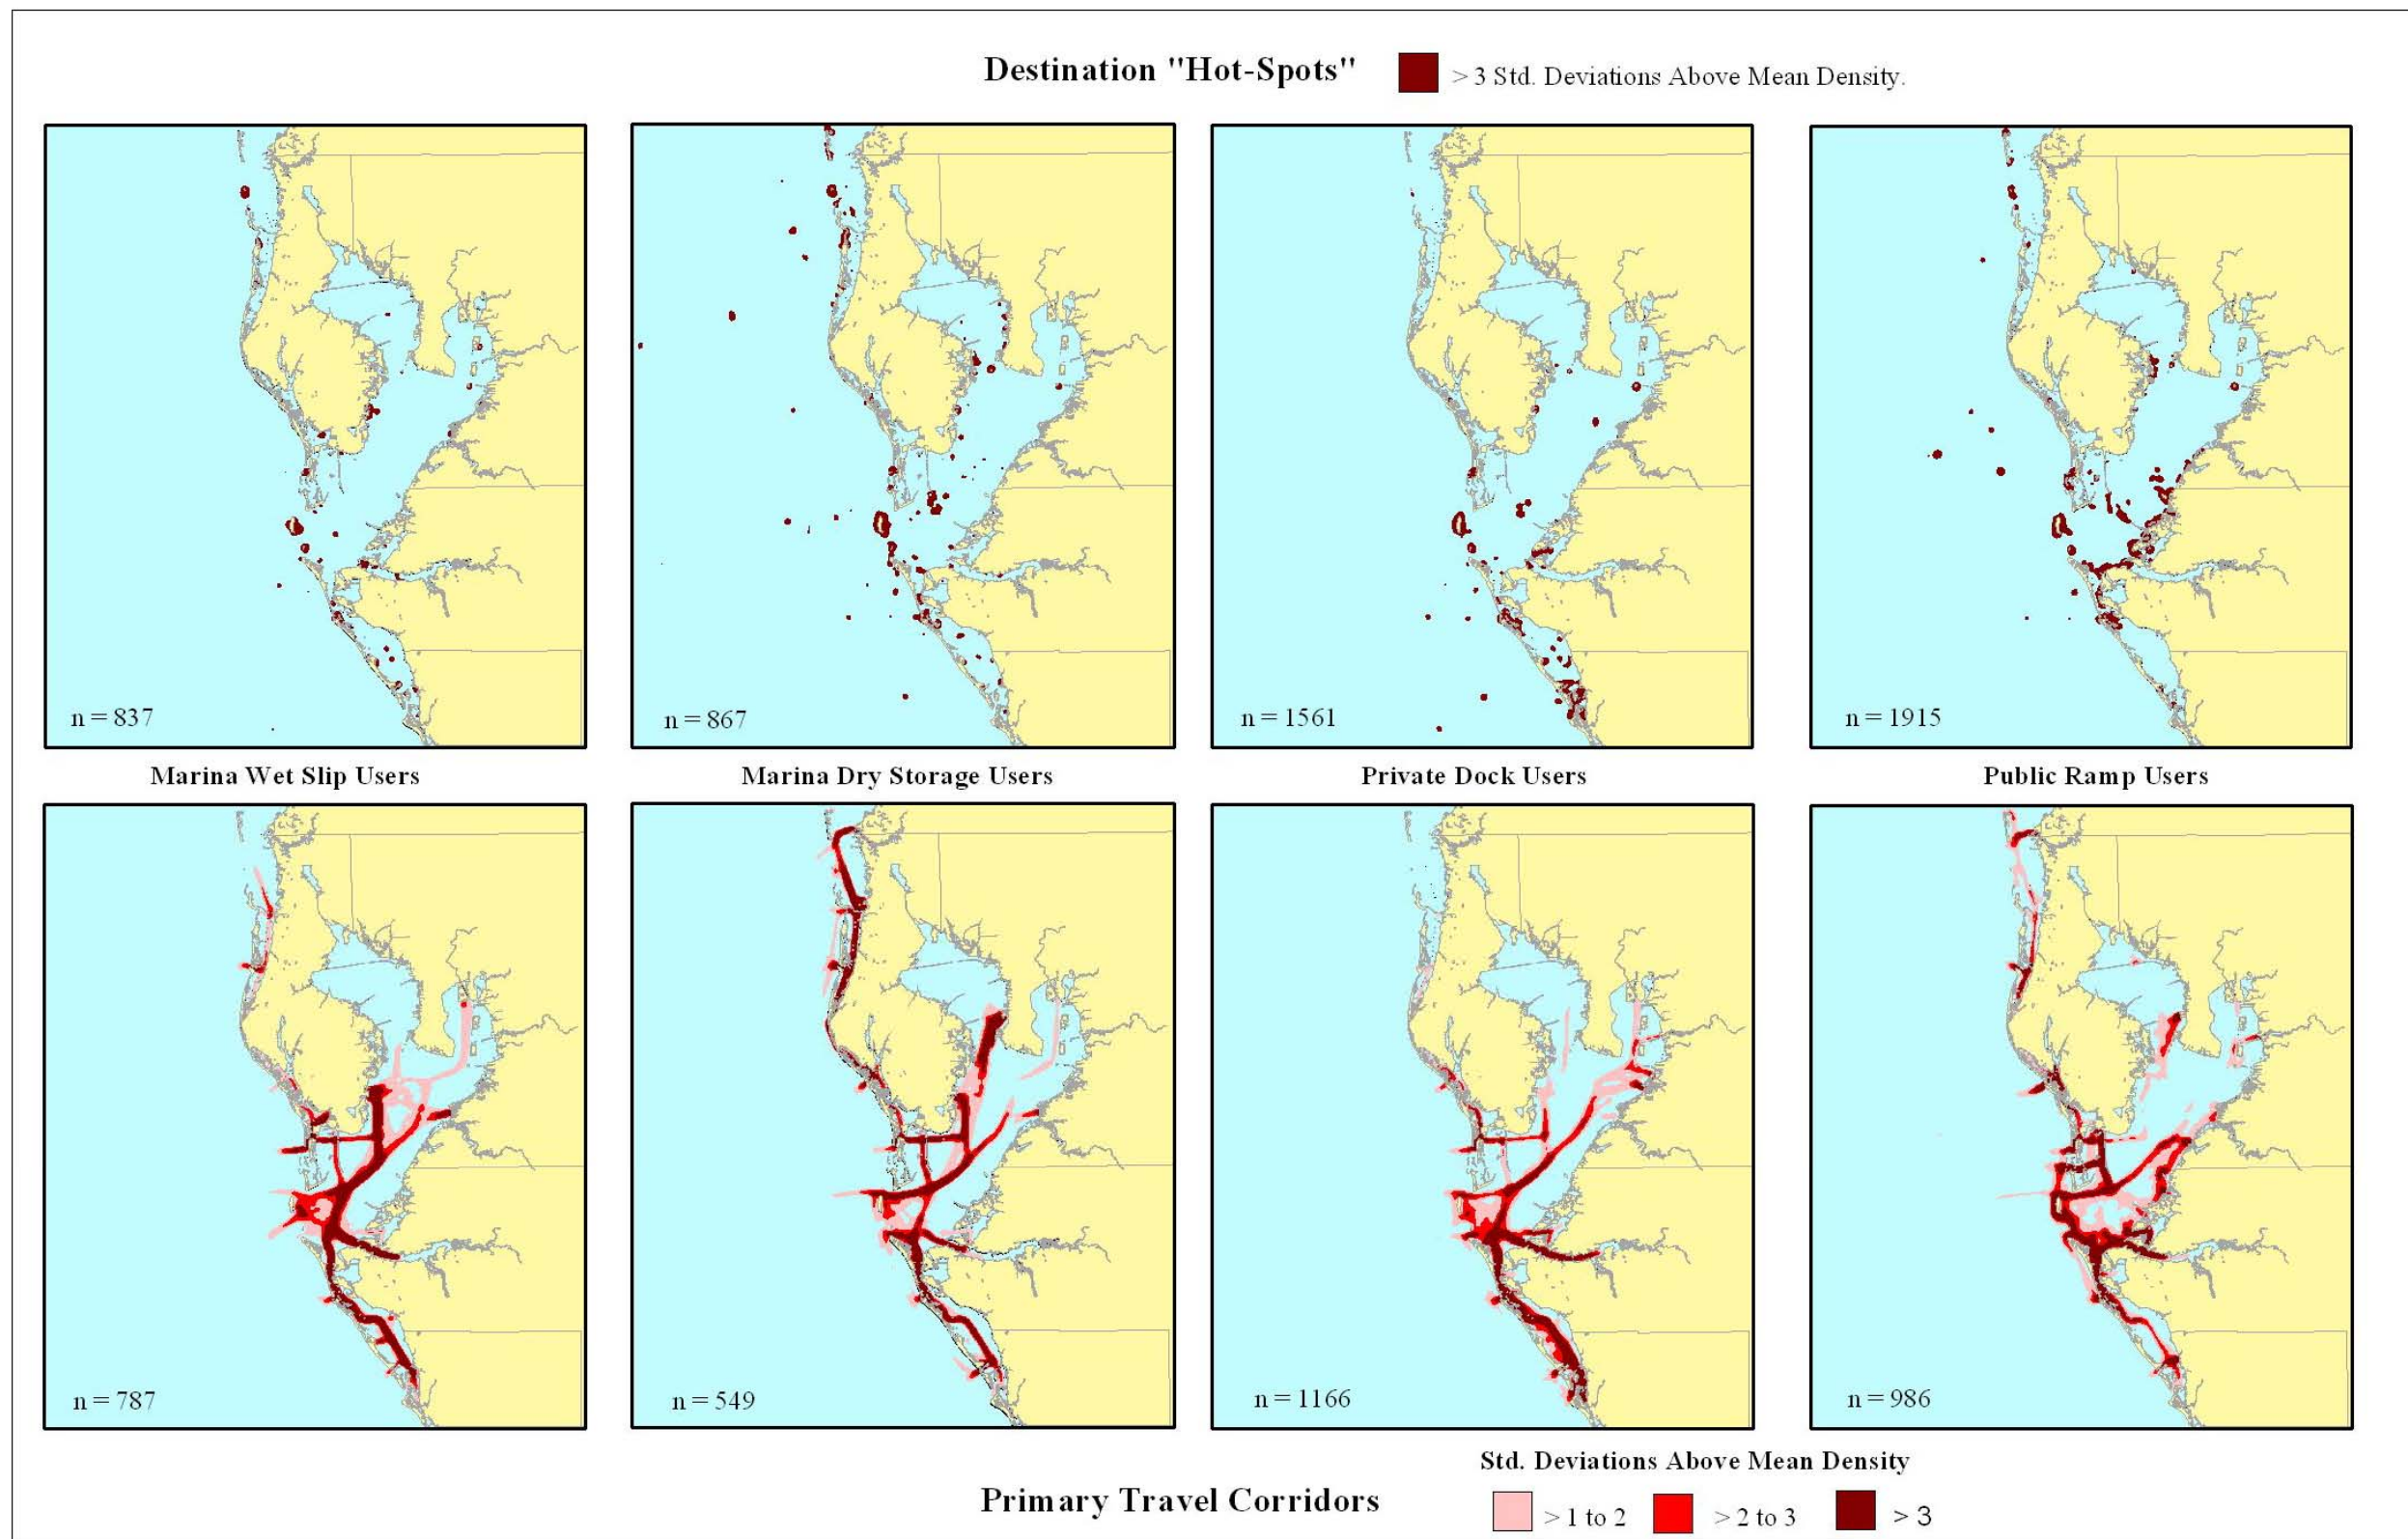 Destination "Hot-Spots"
> 3 Std. Deviations Above Mean Density.
n = 837
n = 867
n = 1561
n = 1915
Marina Wet Slip Users
Marina Dry Storage Users
Private Dock Users
Public Ramp Users
n = 787
n = 549
n = 1166
n = 986
Std. Deviations Above Mean Density
Primary Travel Corridors
> 1 to 2
> 2 to 3
> 3